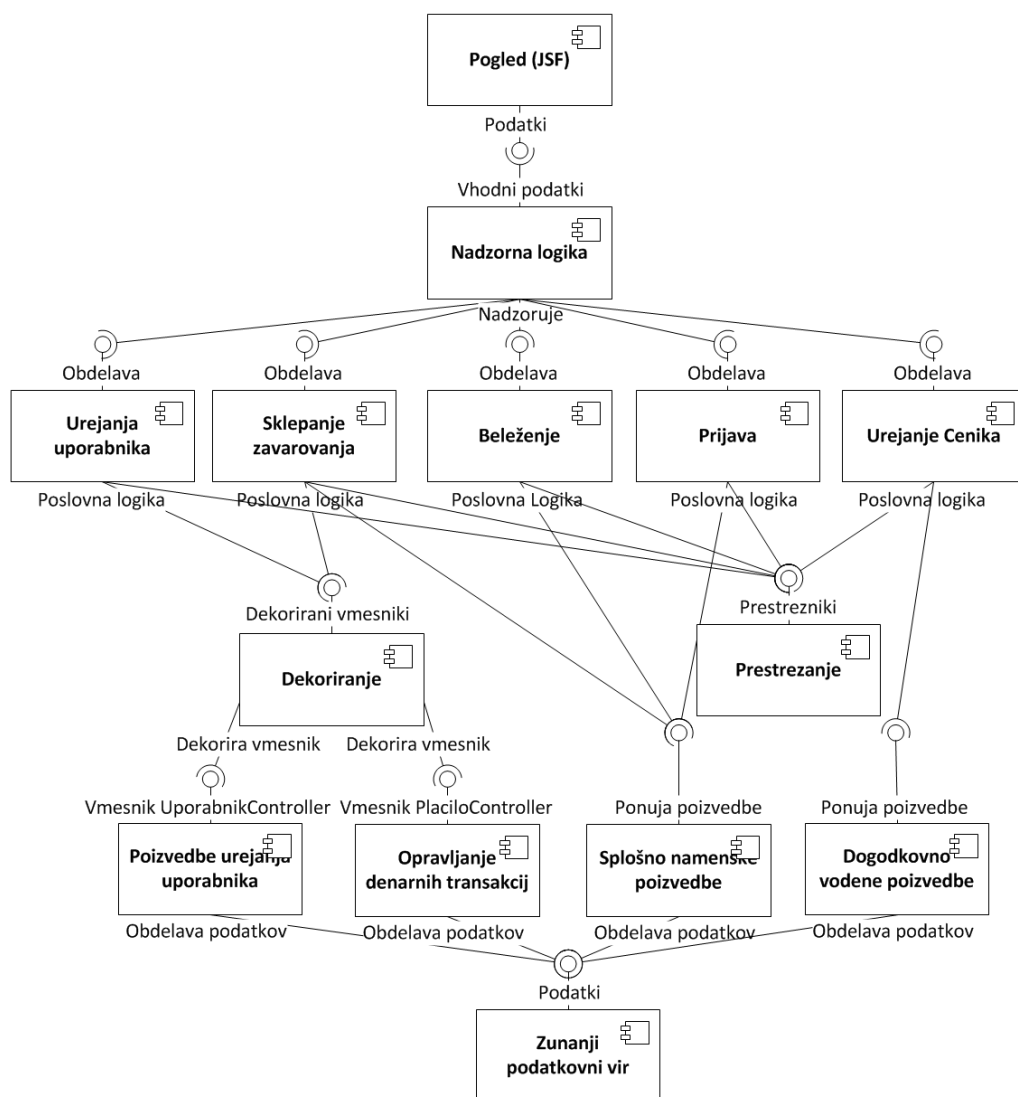 Pogled (JSF)
Podatki
Vhodni podatki
Nadzorna logika
Nadzoruje
Obdelava
Obdelava
Obdelava
Obdelava
Obdelava
Urejanja
uporabnika
Sklepanje
zavarovanja
Beleženje
Prijava
Urejanje Cenika
Poslovna logika
Poslovna logika
Poslovna Logika
Poslovna logika
Poslovna logika
Dekorirani vmesniki
Prestrezniki
Dekoriranje
Prestrezanje
Dekorira vmesnik
Dekorira vmesnik
Vmesnik UporabnikController
Vmesnik PlaciloController
Ponuja poizvedbe
Ponuja poizvedbe
Poizvedbe urejanja
uporabnika
Opravljanje
denarnih transakcij
Splošno namenske
poizvedbe
Dogodkovno
vodene poizvedbe
Obdelava podatkov
Obdelava podatkov
Obdelava podatkov
Obdelava podatkov
Podatki
Zunanji
podatkovni vir